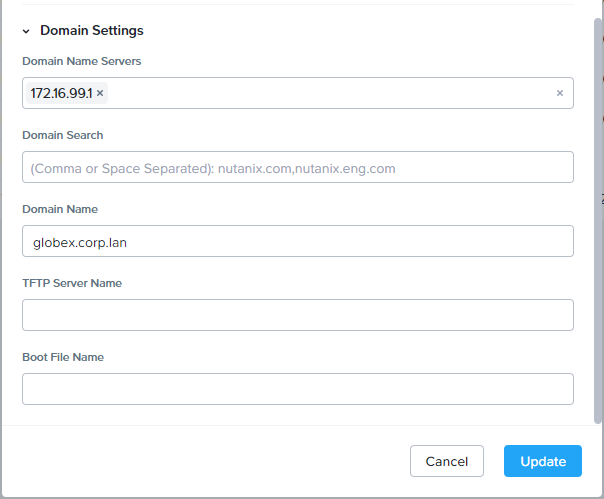 Domain Settings
Domain Name Servers
172.16.99.1 × ×
Domain Search
(Comma or Space Separated): nutanix.com,nutanix.eng.com
Domain Name
globex.corp.lan
TFTP Server Name
Boot File Name
Cancel Update